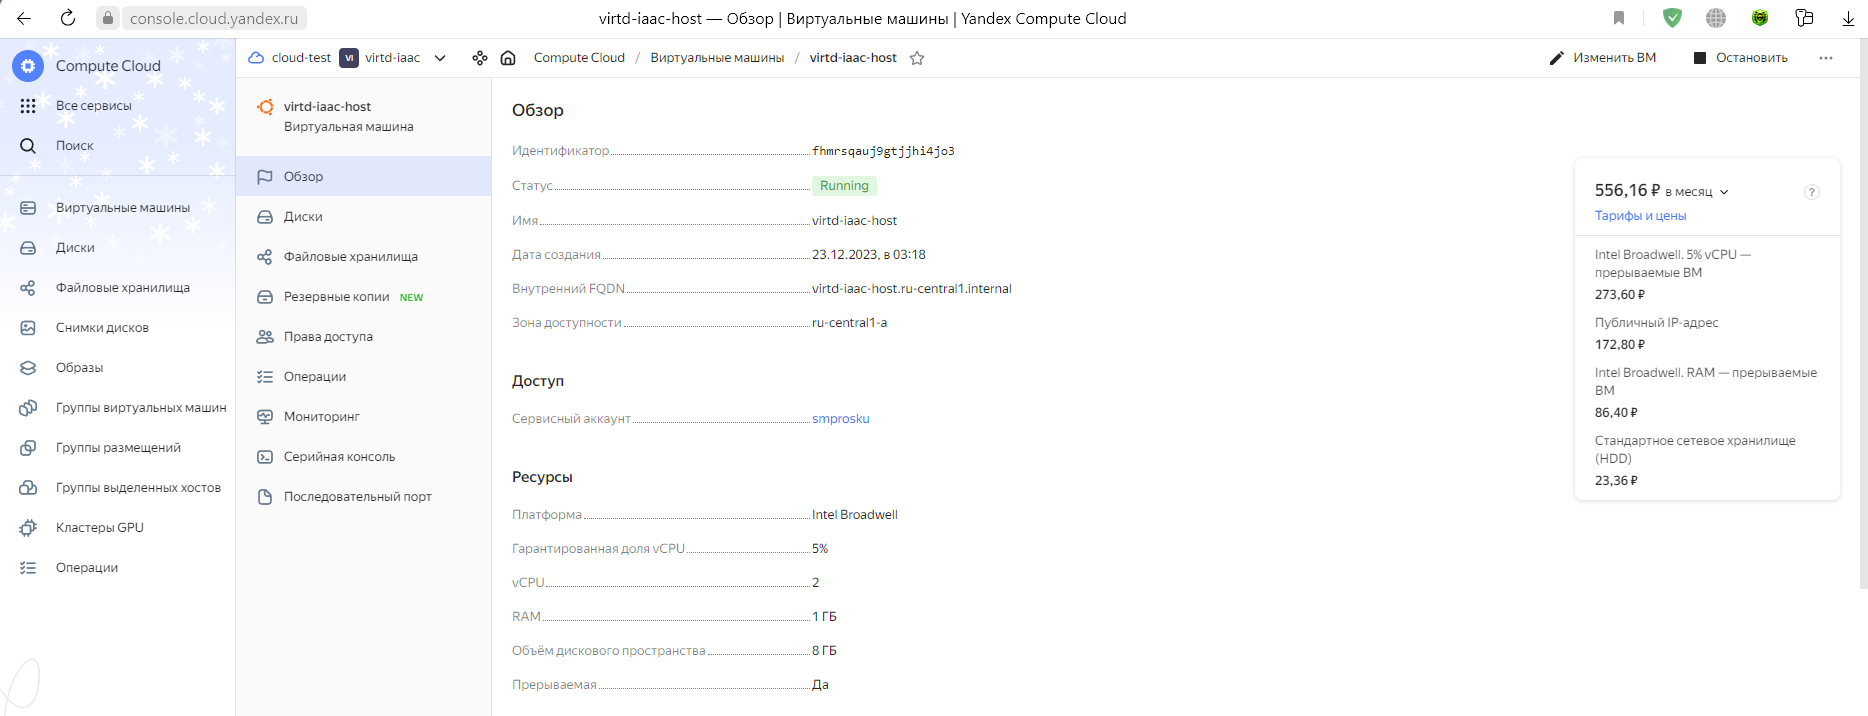 console.cloud.yandex.ru
virtd-iaac-host — Обзор | Виртуальные машины | Yandex Compute Cloud
Compute Cloud
Все сервисы
Поиск
Виртуальные машины
Диски
Файловые хранилища
Снимки дисков
Образы
Группы виртуальных машин
Группы размещений
Группы выделенных хостов
Кластеры GPU
Операции
cloud-test VI virtd-iaac
Compute Cloud / Виртуальные машины / virtd-iaac-host
Изменить ВМ
Остановить
virtd-iaac-host
Виртуальная машина
Обзор
Диски
Файловые хранилища
Резервные копии NEW
Права доступа
Операции
Мониторинг
Серийная консоль
Последовательный порт
Обзор
Идентификатор fhmrsqauj9gtjjhi4jo3
Статус Running
Имя virtd-iaac-host
Дата создания 23.12.2023, в 03:18
Внутренний FQDN virtd-iaac-host.ru-central1.internal
Зона доступности ru-central1-a
Доступ
Сервисный аккаунт smprosku
Ресурсы
Платформа Intel Broadwell
Гарантированная доля vCPU 5%
vCPU 2
RAM 1 ГБ
Объём дискового пространства 8 ГБ
Прерываемая Да
556,16 ₽ в месяц ?
Тарифы и цены
Intel Broadwell. 5% vCPU —
прерываемые ВМ
273,60 ₽
Публичный IP-адрес
172,80 ₽
Intel Broadwell. RAM — прерываемые
ВМ
86,40 ₽
Стандартное сетевое хранилище
(HDD)
23,36 ₽